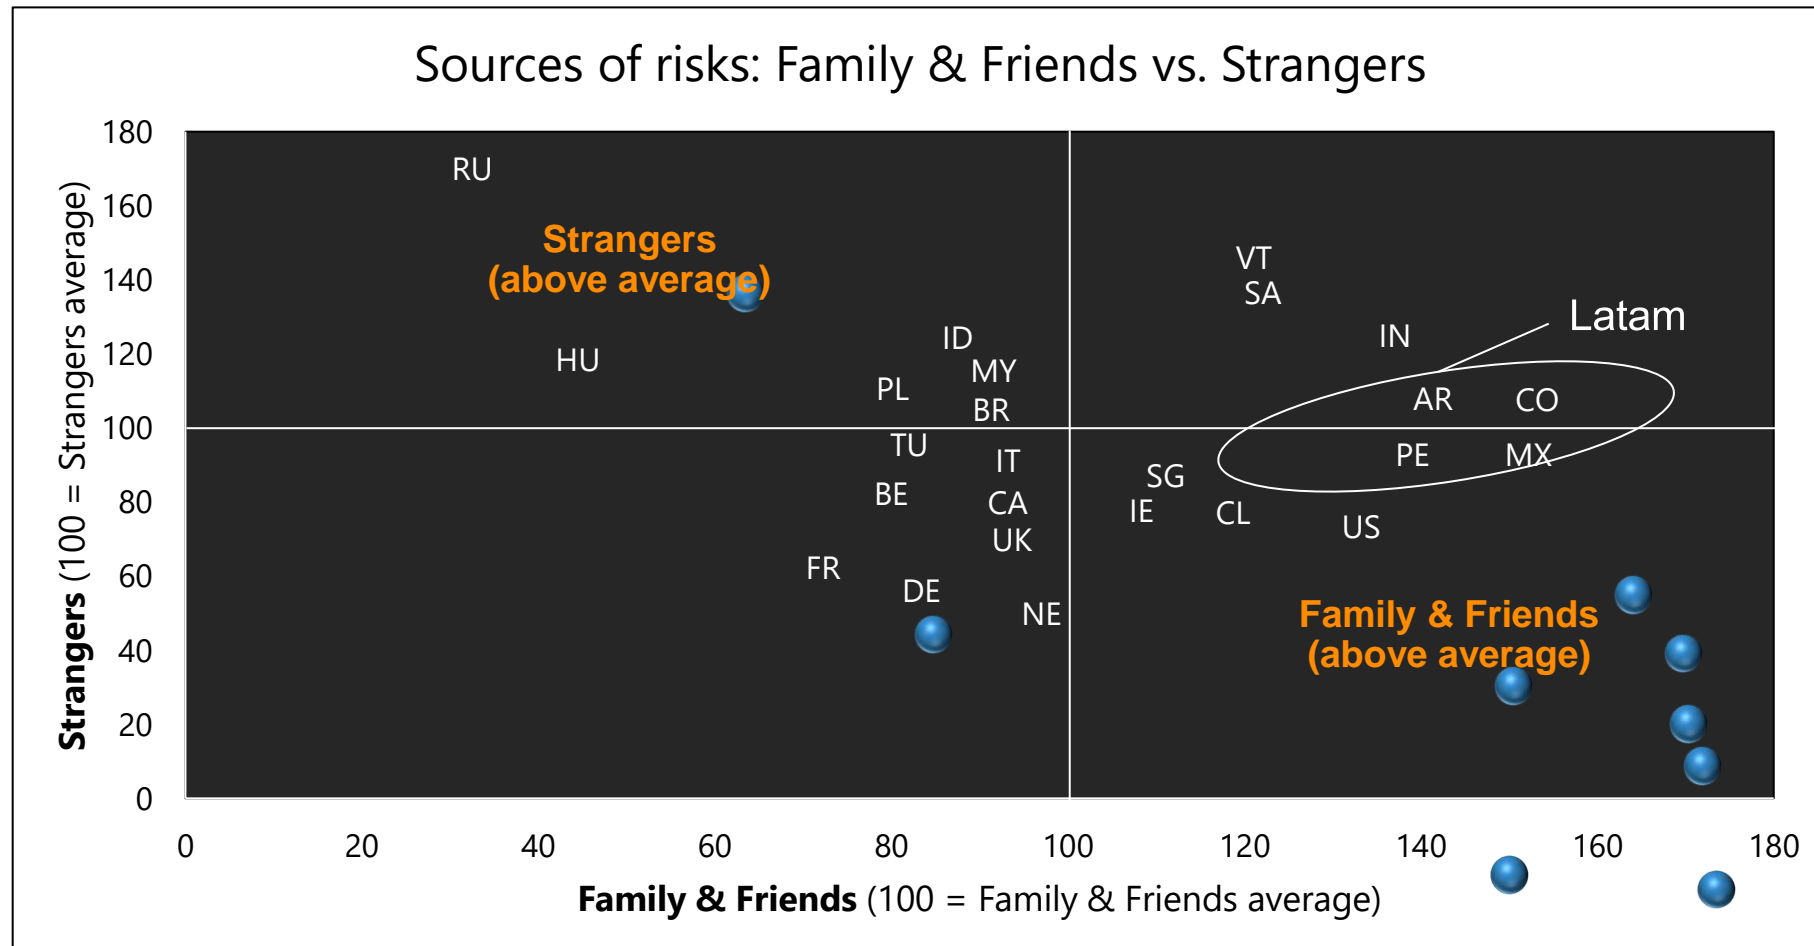 Sources of risks: Family & Friends vs. Strangers
Strangers (100 = Strangers average)
180
160
140
120
100
80
60
40
20
0
RU
Strangers
(above average)
VT
SA
Latam
IN
ID
HU
MY
PL
BR
AR
CO
TU
IT
PE
MX
SG
BE
CA
IE
CL
UK
US
FR
DE
NE
Family & Friends
(above average)
0 20 40 60 80 100 120 140 160 180
Family & Friends (100 = Family & Friends average)